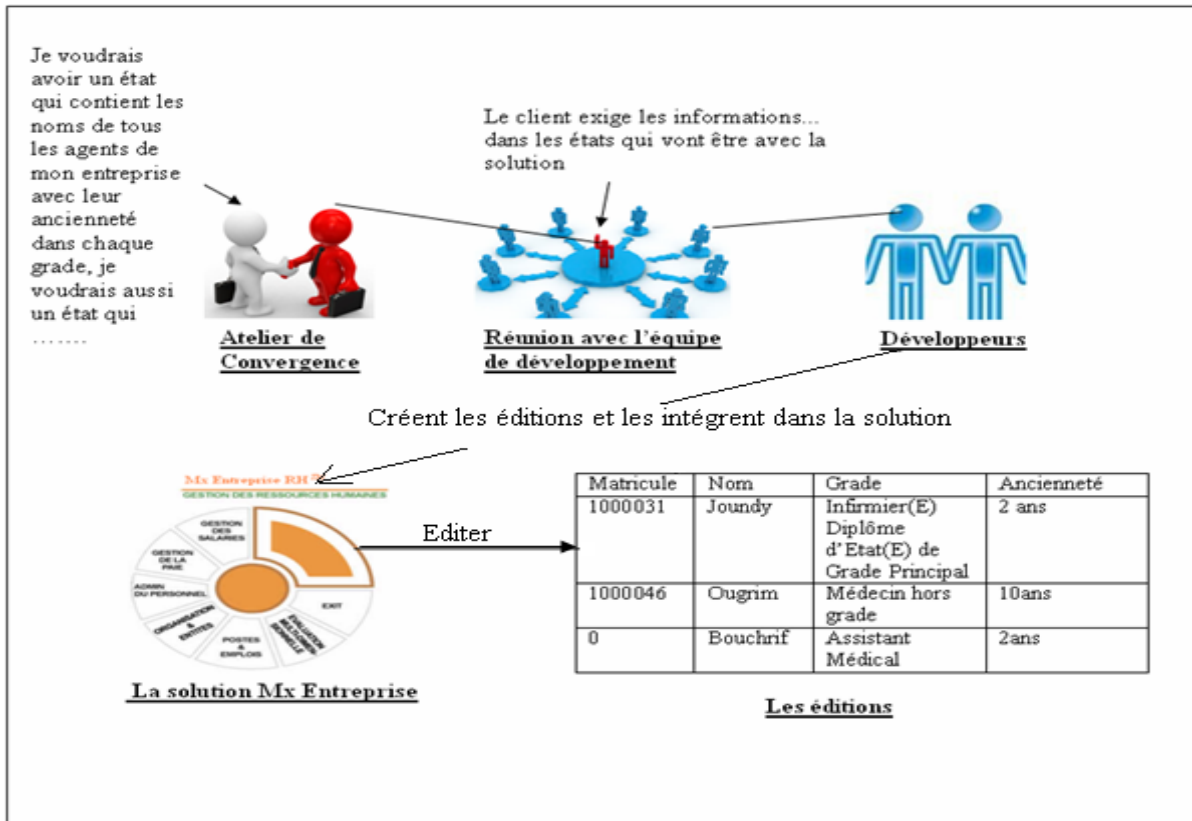 Je voudrais
avoir un état
qui contient les
noms de tous
les agents de
mon entreprise
avec leur
ancienneté
dans chaque
grade, je
voudrais aussi
un état qui
…….
Le client exige les informations...
dans les états qui vont être avec la
solution
Atelier de
Convergence
Réunion avec l'équipe
de développement
Développeurs
Créent les éditions et les intégrent dans la solution
Mx Entreprise RH
GESTION DES RESSOURCES HUMAINES
GESTION
DES
SALARIES
GESTION
DE LA
PAIE
ADMIN
DU PERSONNEL
ORGANISATION
&
ENTITES
POSTES
&
EMPLOIS
EVALUATION
EXIT
Editer
La solution Mx Entreprise
Matricule Nom Grade Ancienneté
1000031 Joundy Infirmier(E) 2 ans
Diplôme
d'Etat(E) de
Grade Principal
1000046 Ougrim Médecin hors 10ans
grade
0 Bouchrif Assistant 2ans
Médical
Les éditions